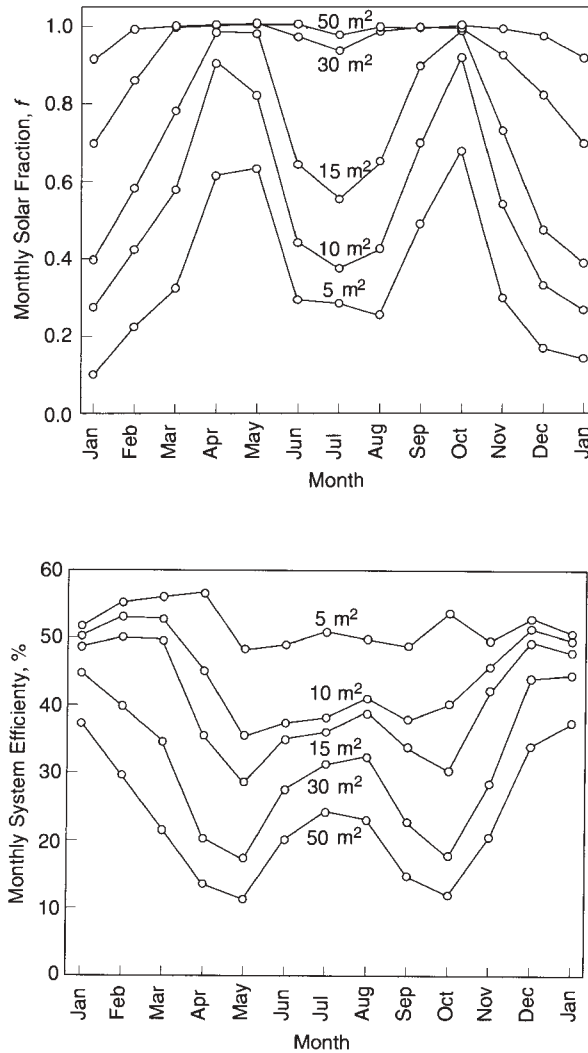 1.0
0.8
0.6
0.4
0.2
0.0
Monthly Solar Fraction, f
50 m²
30 m²
15 m²
10 m²
5 m²
Jan Feb Mar Apr May Jun Jul Aug Sep Oct Nov Dec Jan
Month
60
50
40
30
20
10
0
Monthly System Efficienty, %
5 m²
10 m²
15 m²
30 m²
50 m²
Jan Feb Mar Apr May Jun Jul Aug Sep Oct Nov Dec Jan
Month